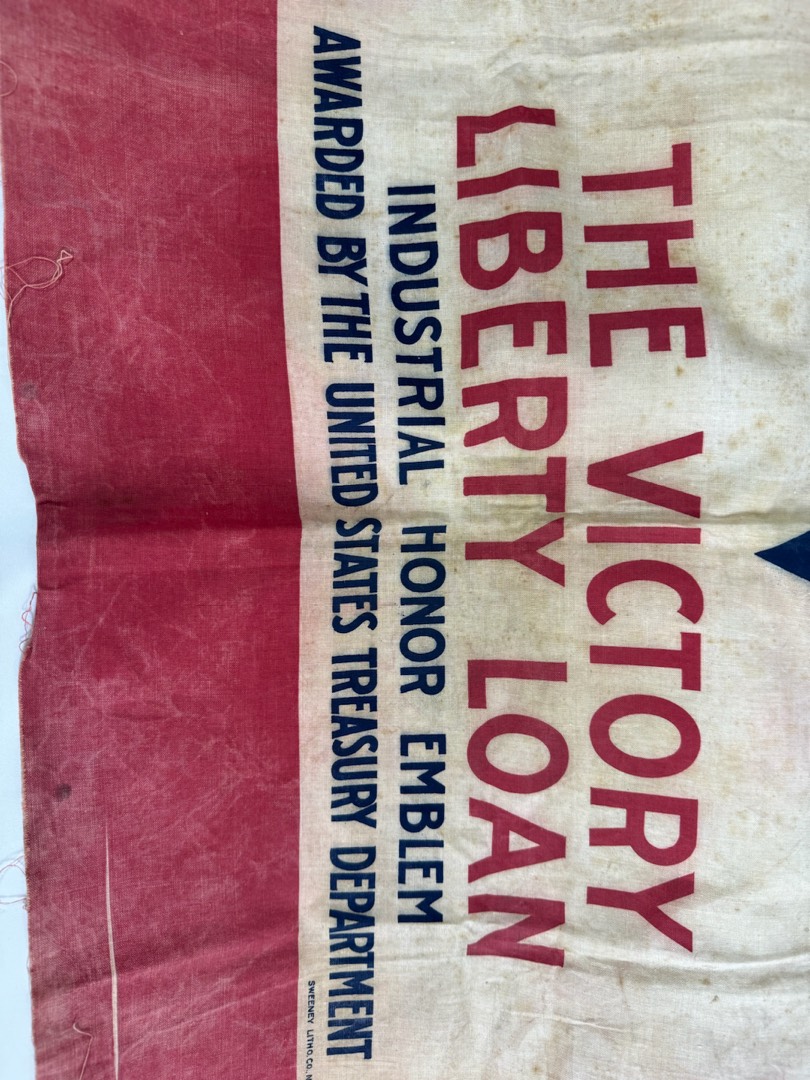 THE VICTORY
LIBERTY LOAN
INDUSTRIAL HONOR EMBLEM
AWARDED BY THE UNITED STATES TREASURY DEPARTMENT
SWEENEY LITHO. CO.